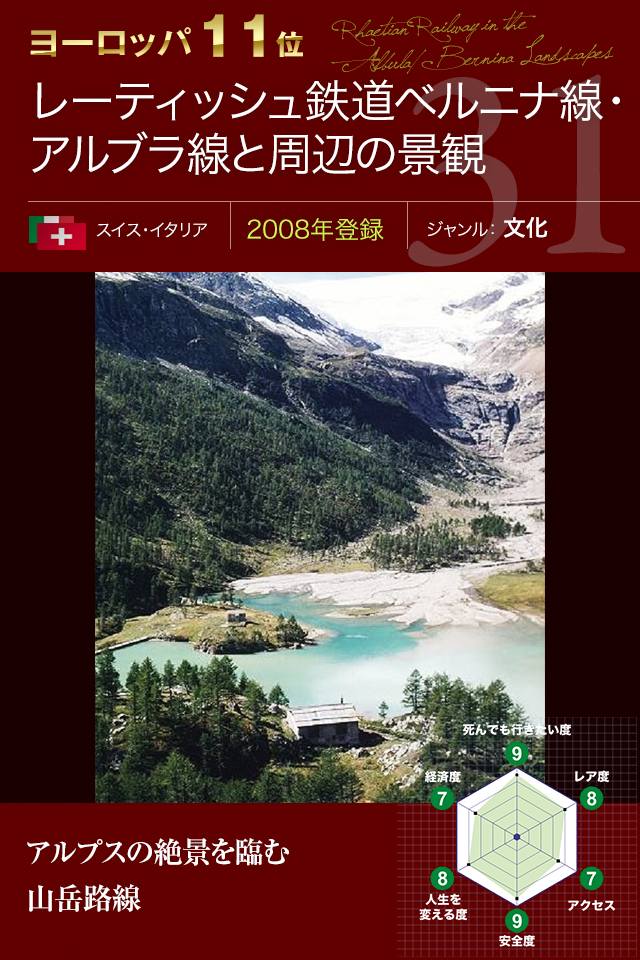 ヨーロッパ 11位
Rhaetian Railway in the
Albula / Bernina Landscapes
31
レーティッシュ鉄道ベルニナ線・
アルブラ線と周辺の景観
スイス・イタリア
2008年登録
ジャンル：文化
死んでも行きたい度
9
経済度
7
レア度
8
8
人生を
変える度
7
アクセス
9
安全度
アルプスの絶景を臨む
山岳路線